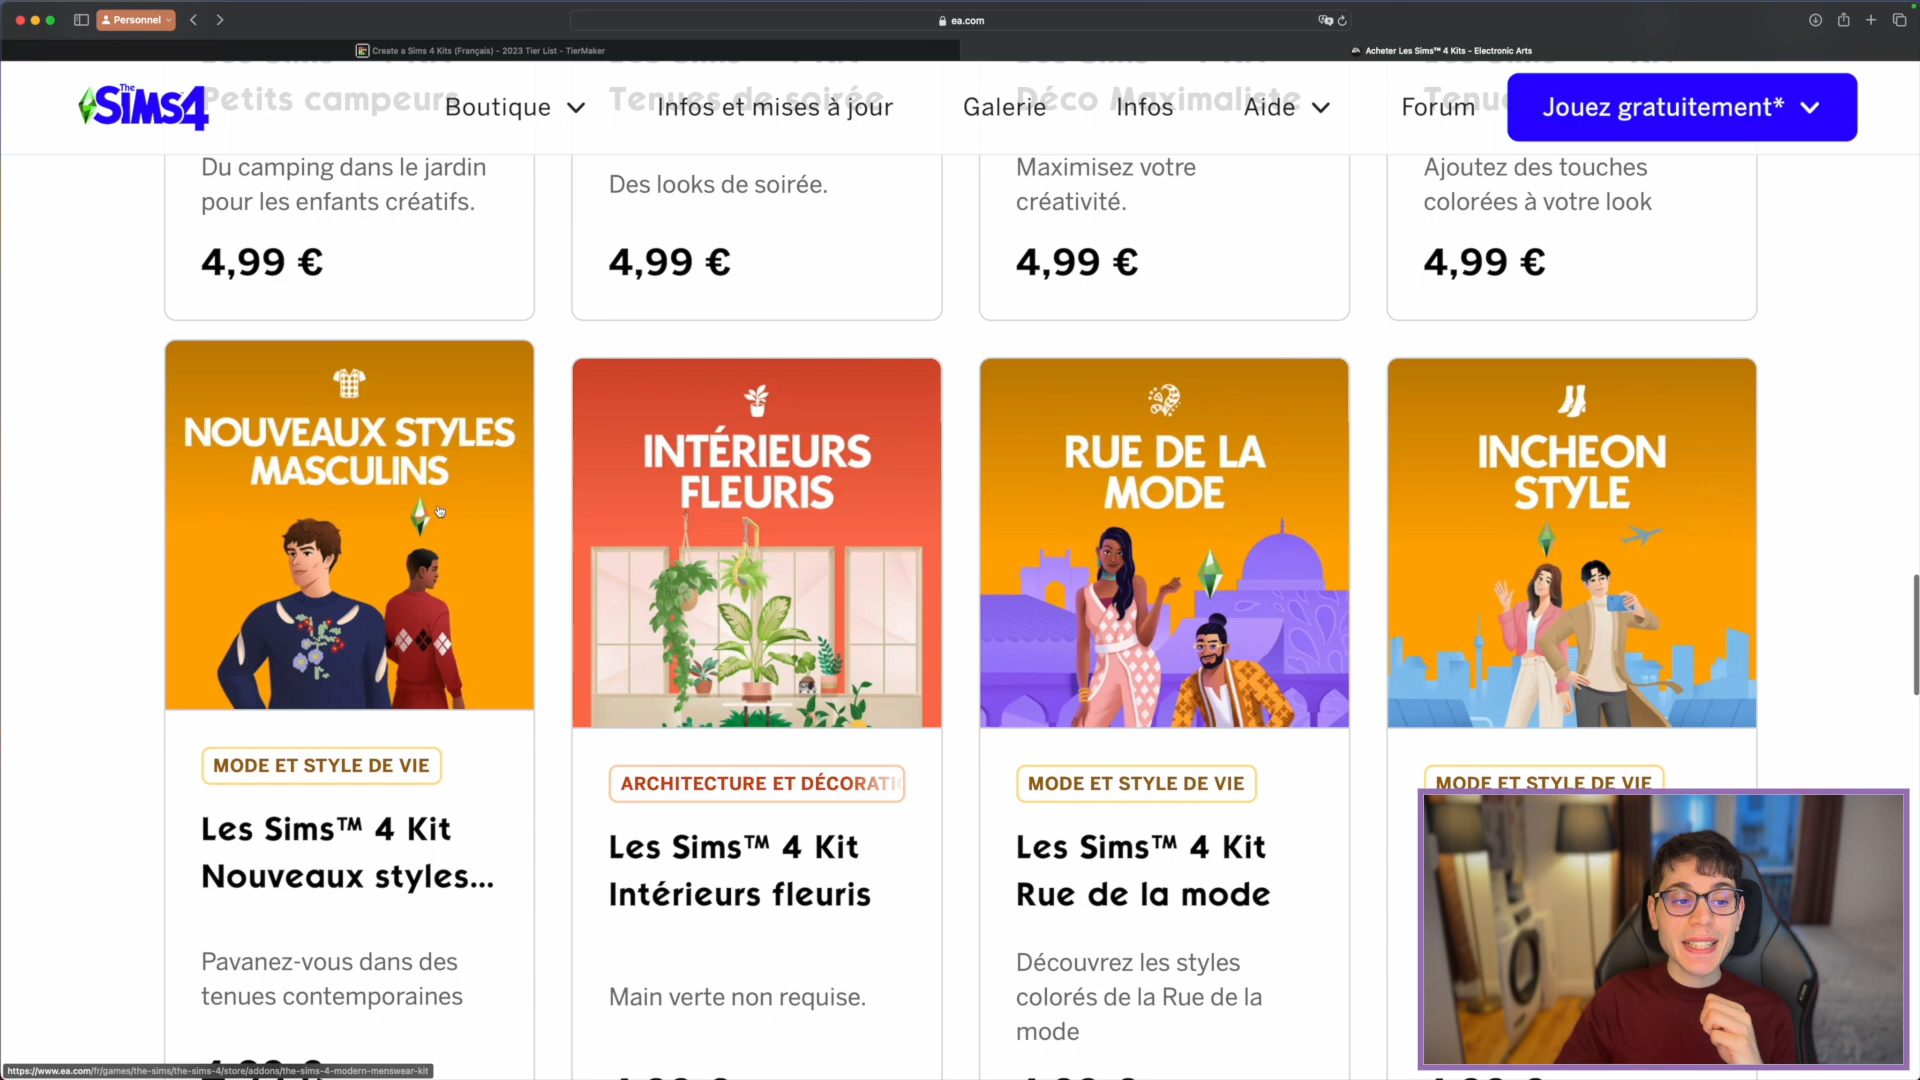 Personnel
ea.com
Create a Sims 4 Kits (Français) - 2023 Tier List - TierMaker
Acheter Les Sims™ 4 Kits - Electronic Arts
The SIMS 4
Boutique
Infos et mises à jour
Galerie
Infos
Aide
Forum
Jouez gratuitement*
Petits campeurs
Tenues de soirée
Déco Maximaliste
Du camping dans le jardin
pour les enfants créatifs.
4,99 €
Des looks de soirée.
4,99 €
Maximisez votre
créativité.
4,99 €
Ajoutez des touches
colorées à votre look
4,99 €
NOUVEAUX STYLES
MASCULINS
MODE ET STYLE DE VIE
Les Sims™ 4 Kit
Nouveaux styles...
Pavanez-vous dans des
tenues contemporaines
INTÉRIEURS
FLEURIS
ARCHITECTURE ET DÉCORATI
Les Sims™ 4 Kit
Intérieurs fleuris
Main verte non requise.
RUE DE LA
MODE
MODE ET STYLE DE VIE
Les Sims™ 4 Kit
Rue de la mode
Découvrez les styles
colorés de la Rue de la
mode
INCHEON
STYLE
MODE ET STYLE DE VIE
https://www.ea.com/fr/games/the-sims/the-sims-4/store/addons/the-sims-4-modern-menswear-kit